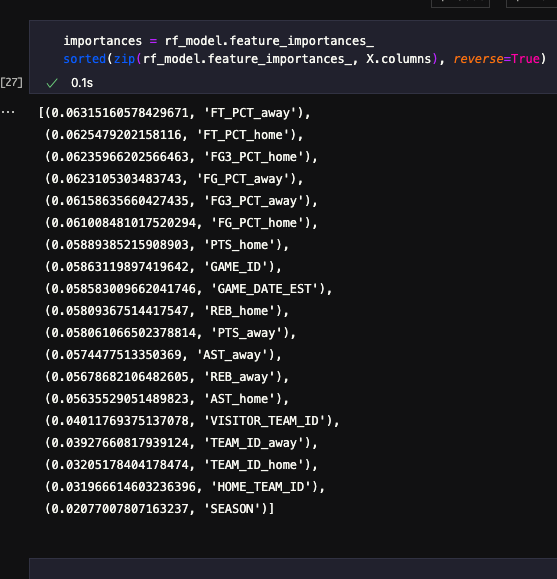 importances = rf_model.feature_importances_
sorted(zip(rf_model.feature_importances_, X.columns), reverse=True)
[27]
✓ 0.1s
...
[(0.06315160578429671, 'FT_PCT_away'),
(0.0625479202158116, 'FT_PCT_home'),
(0.06235966202566463, 'FG3_PCT_home'),
(0.0623105303483743, 'FG_PCT_away'),
(0.06158635660427435, 'FG3_PCT_away'),
(0.061008481017520294, 'FG_PCT_home'),
(0.05889385215908903, 'PTS_home'),
(0.05863119897419642, 'GAME_ID'),
(0.058583009662041746, 'GAME_DATE_EST'),
(0.05809367514417547, 'REB_home'),
(0.058061066502378814, 'PTS_away'),
(0.0574477513350369, 'AST_away'),
(0.05678682106482605, 'REB_away'),
(0.05635529051489823, 'AST_home'),
(0.04011769375137078, 'VISITOR_TEAM_ID'),
(0.03927660817939124, 'TEAM_ID_away'),
(0.03205178404178474, 'TEAM_ID_home'),
(0.031966614603236396, 'HOME_TEAM_ID'),
(0.02077007807163237, 'SEASON')]